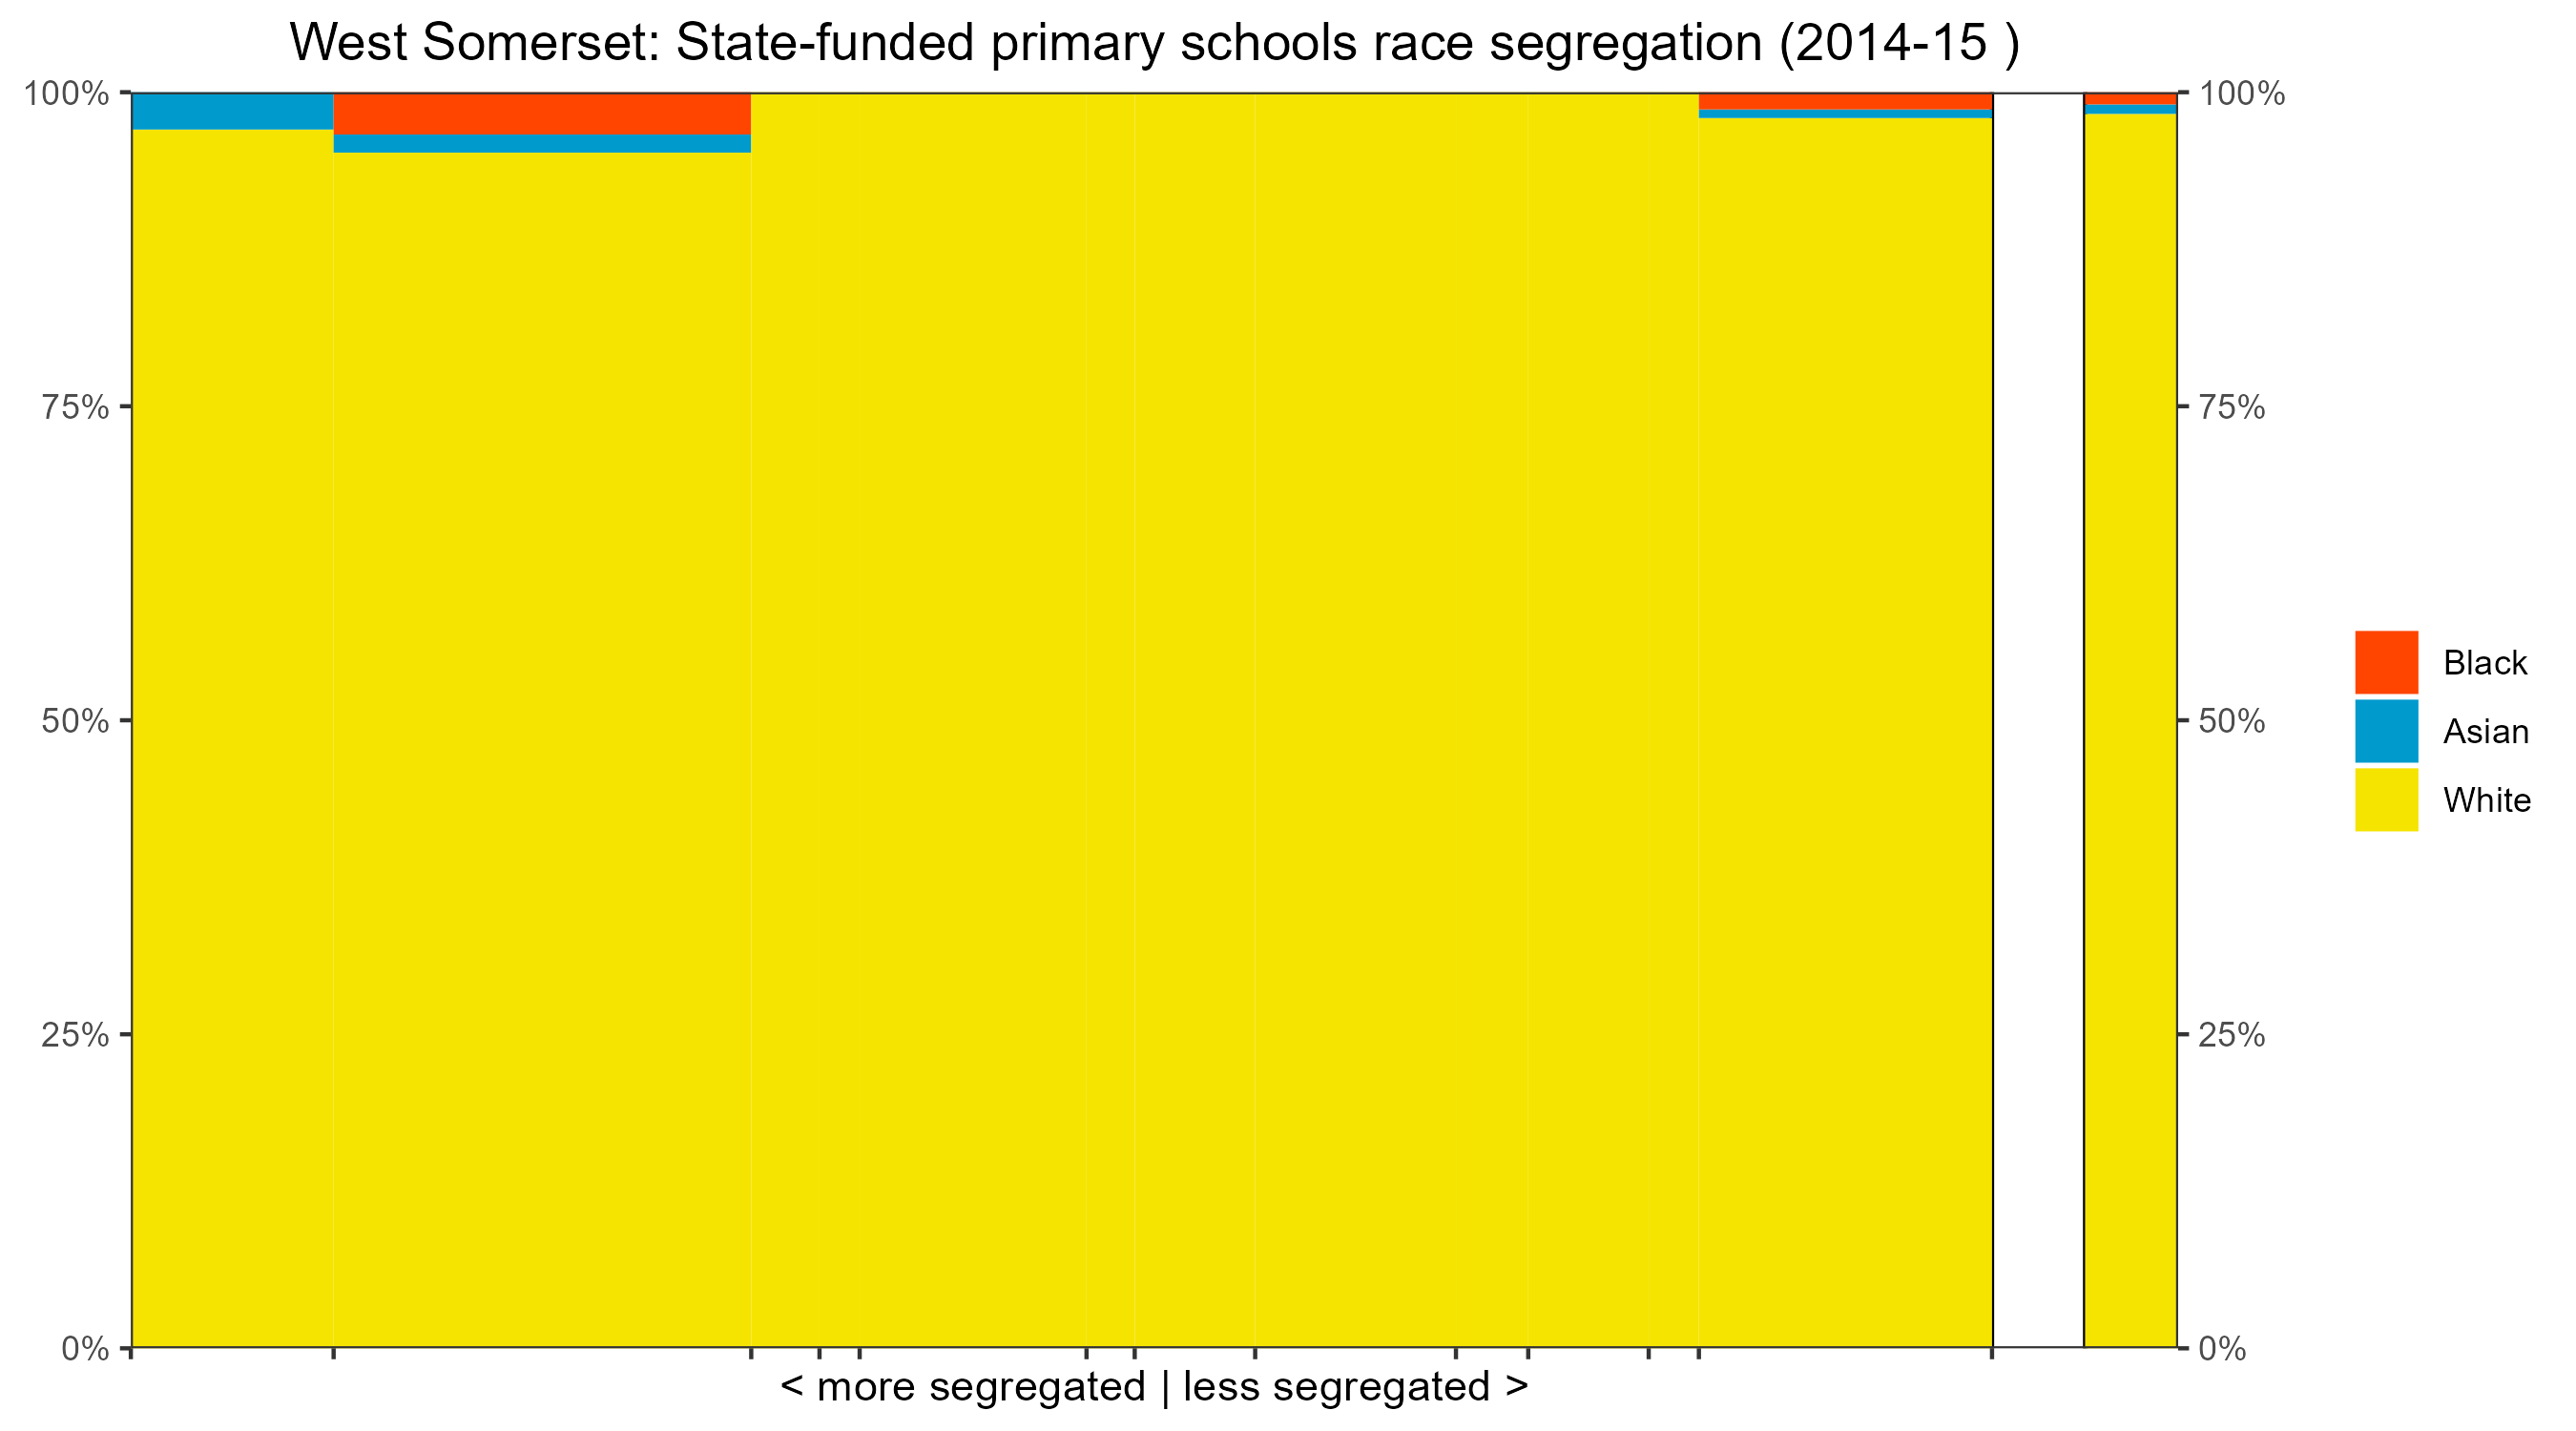 West Somerset: State-funded primary schools race segregation (2014-15 )
100%
75%
50%
25%
0%
100%
75%
50%
25%
0%
Black
Asian
White
< more segregated | less segregated >